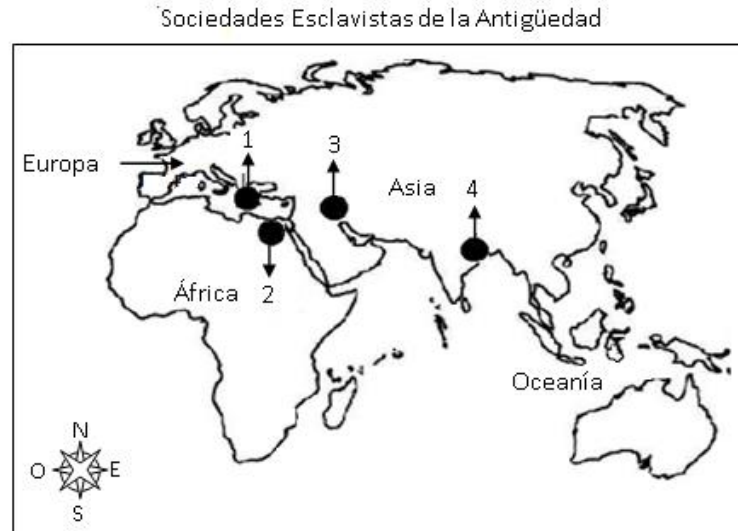 Sociedades Esclavistas de la Antigüedad
1
3
Europa
Asia
4
África
2
Oceanía
N
O
E
S